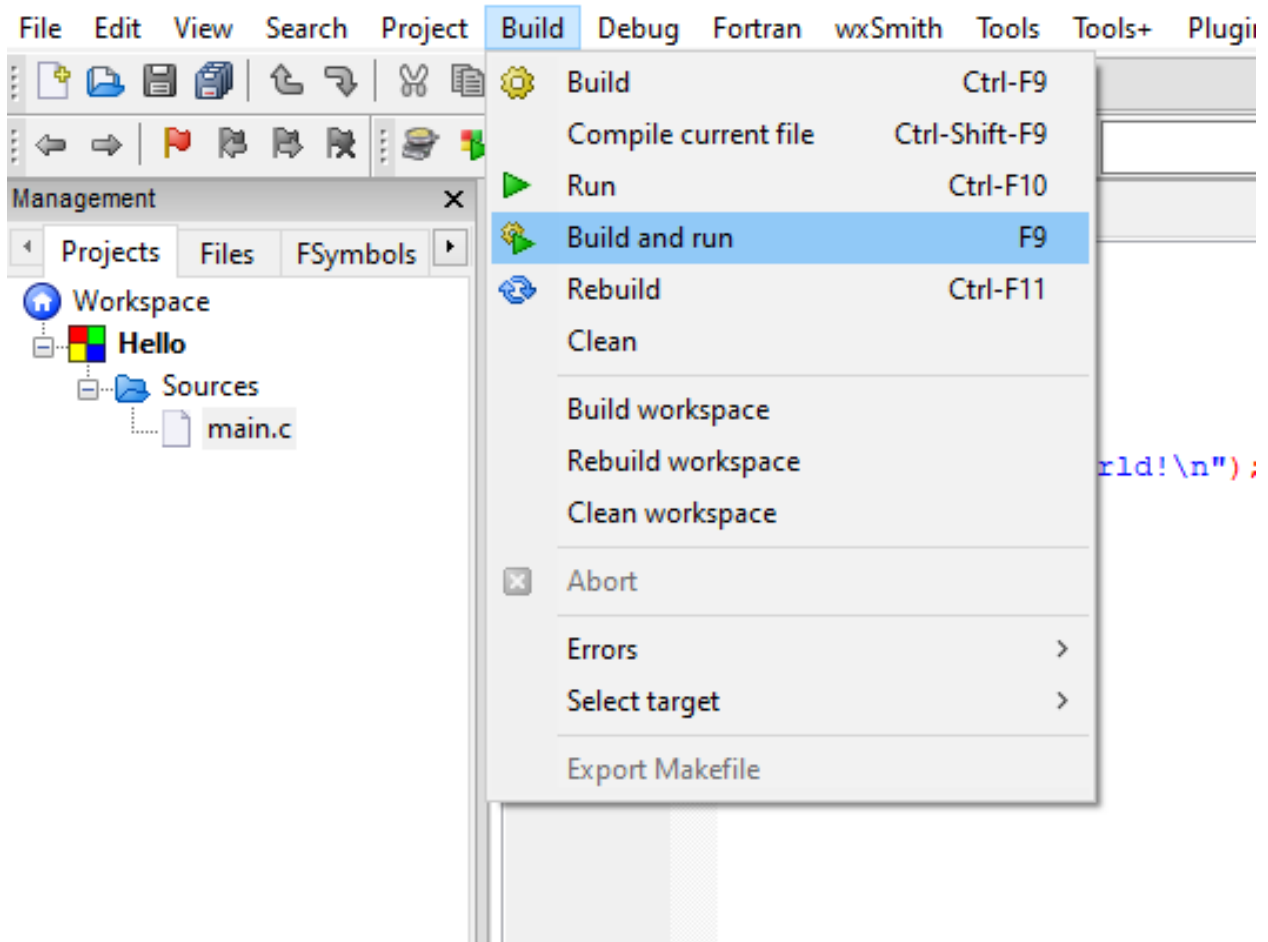 File Edit View Search Project Build Debug Fortran wxSmith Tools Tools+ Plugi
Management
Projects Files FSymbols
Workspace
Hello
Sources
main.c
Build Ctrl-F9
Compile current file Ctrl-Shift-F9
Run Ctrl-F10
Build and run F9
Rebuild Ctrl-F11
Clean
Build workspace
Rebuild workspace
Clean workspace
Abort
Errors
Select target
Export Makefile
rld!\n");